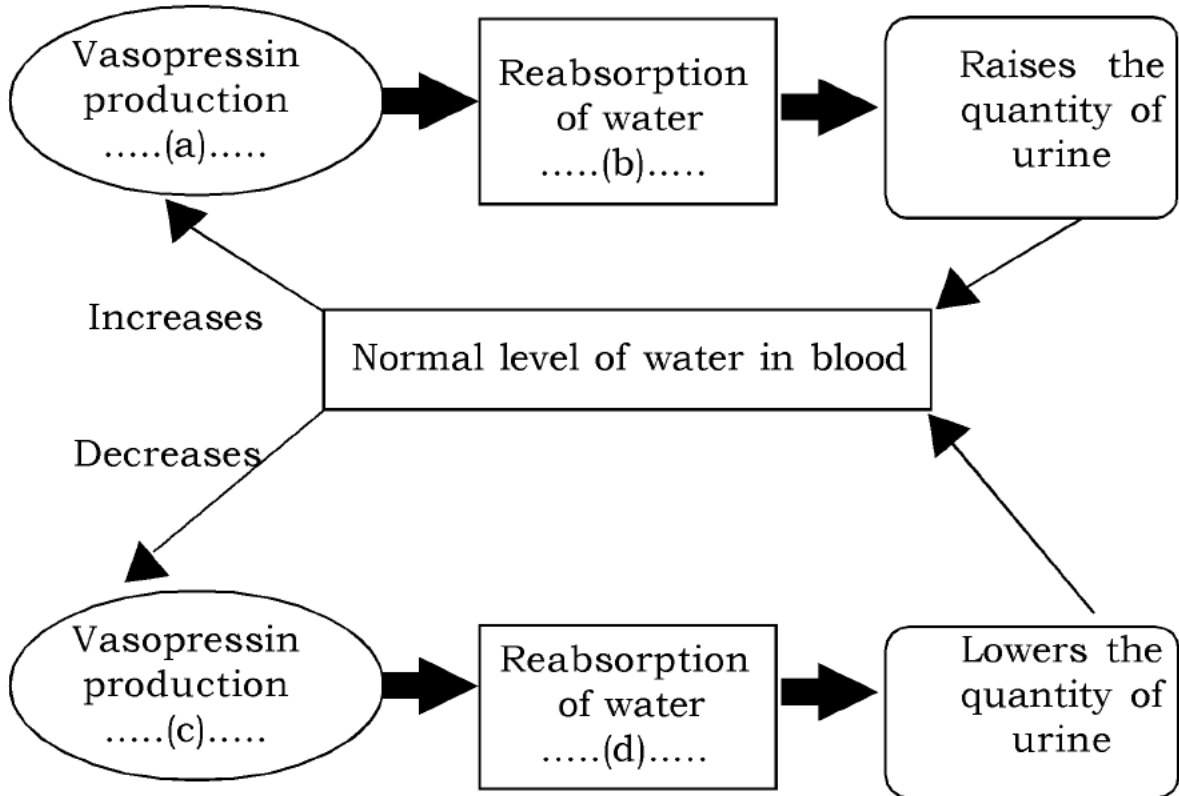 Vasopressin
production
.....(a).....
Reabsorption
of water
.....(b).....
Raises the
quantity of
urine
Increases
Normal level of water in blood
Decreases
Vasopressin
production
.....(c).....
Reabsorption
of water
.....(d).....
Lowers the
quantity of
urine